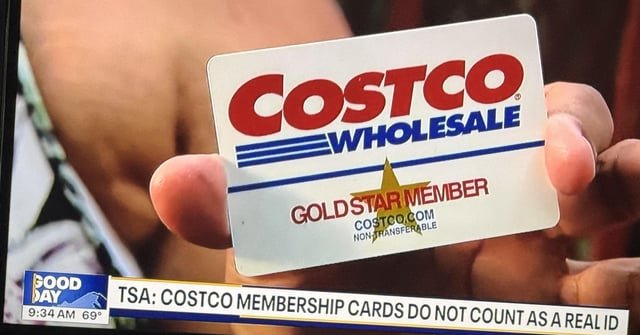 COSTCO®
WHOLESALE
GOLD STAR MEMBER
COSTCO.COM
NON-TRANSFERABLE
GOOD
DAY
9:34 AM 69°
TSA: COSTCO MEMBERSHIP CARDS DO NOT COUNT AS A REAL ID